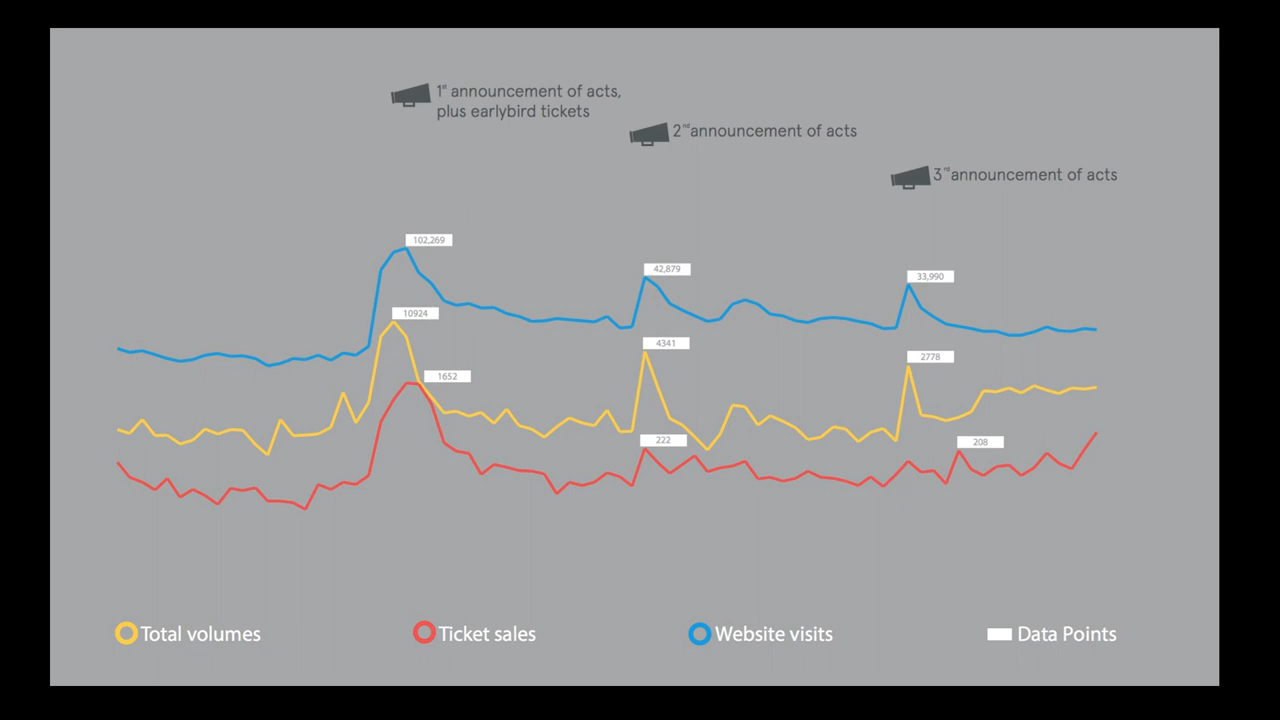 1st announcement of acts,
plus earlybird tickets
2nd announcement of acts
3rd announcement of acts
102,269
42,879
33,990
10924
4341
2778
1652
222
208
Total volumes
Ticket sales
Website visits
Data Points